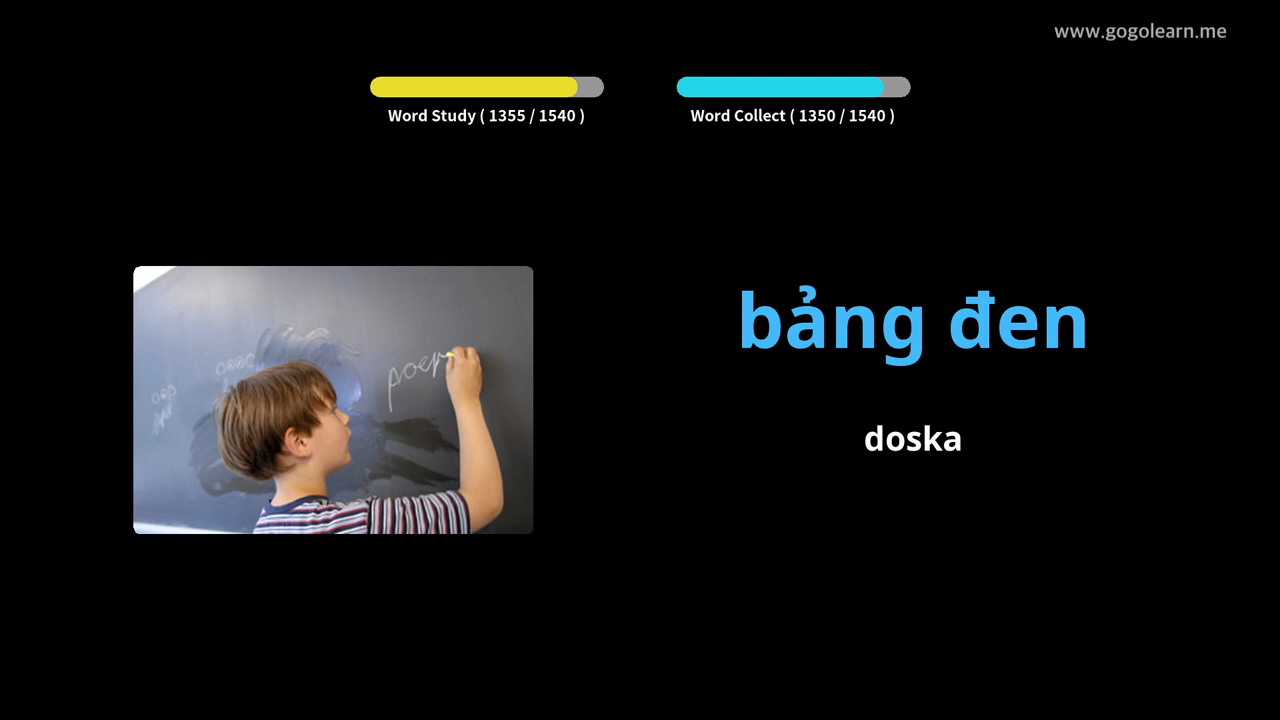 www.gogolearn.me
Word Study ( 1355 / 1540 )
Word Collect ( 1350 / 1540 )
bảng đen
doska